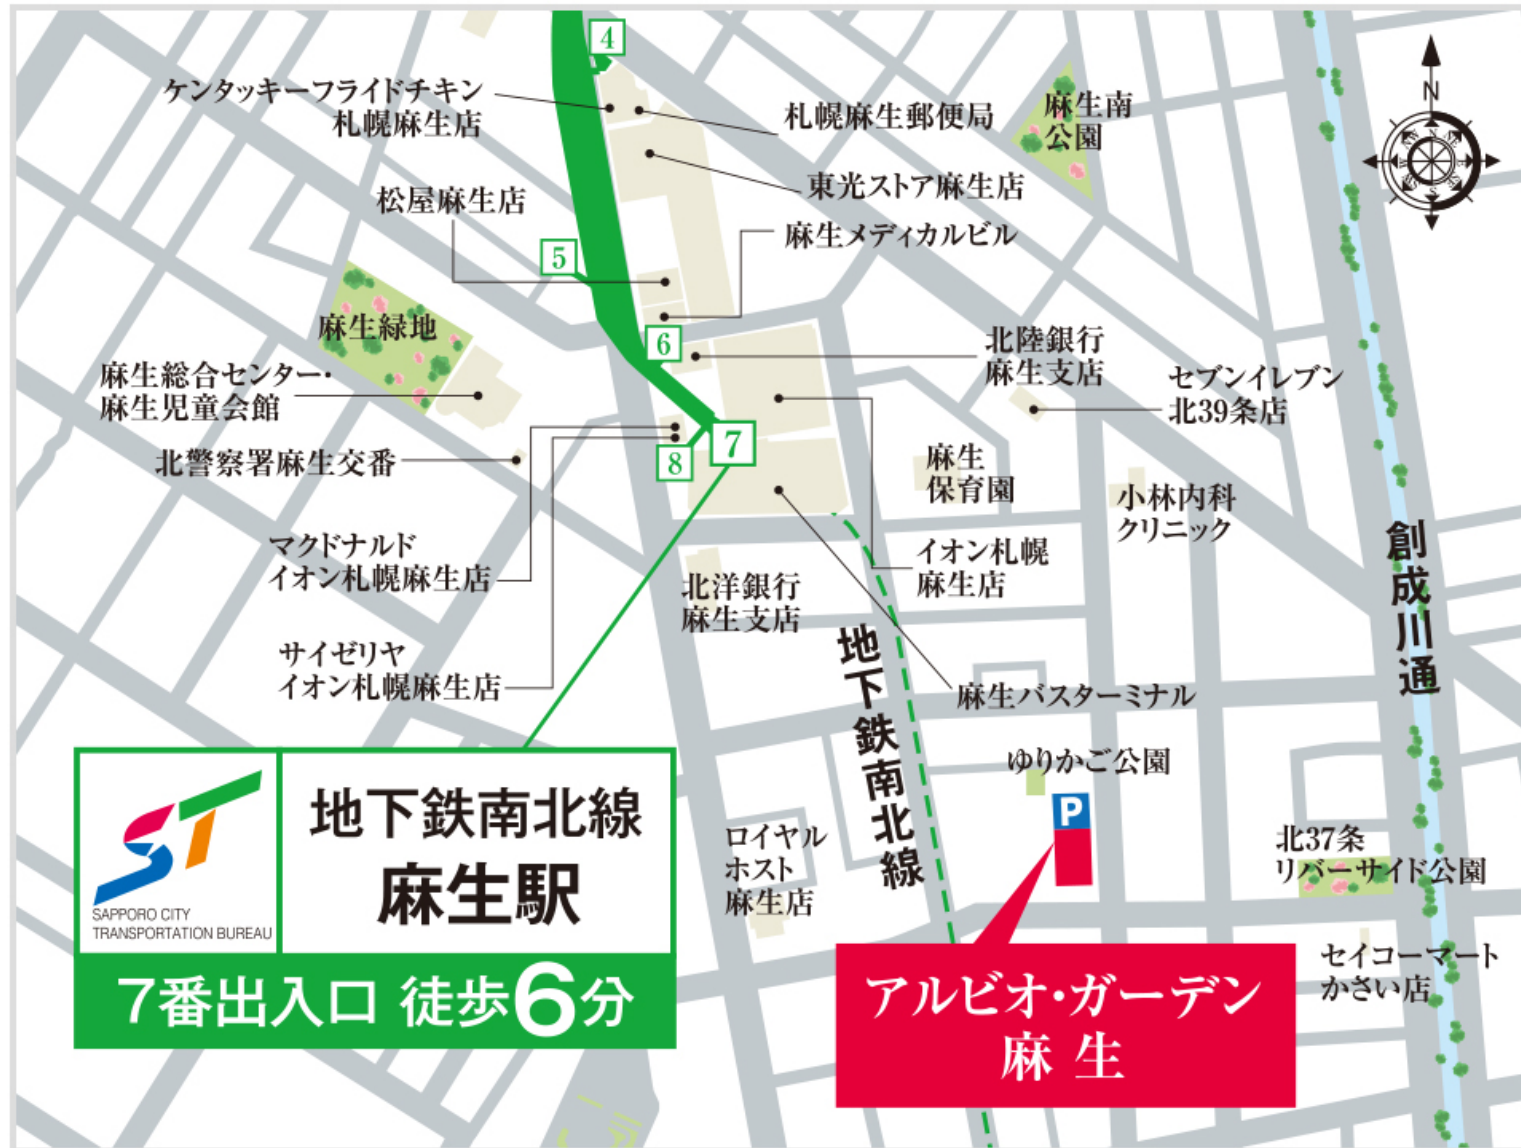 4
ケンタッキーフライドチキン
札幌麻生店
札幌麻生郵便局
麻生南
公園
N
東光ストア麻生店
松屋麻生店
麻生メディカルビル
5
麻生緑地
6
北陸銀行
麻生支店
麻生総合センター・
麻生児童会館
セブンイレブン
北39条店
北警察署麻生交番
8
7
麻生
保育園
小林内科
クリニック
マクドナルド
イオン札幌麻生店
イオン札幌
麻生店
北洋銀行
麻生支店
創成川通
サイゼリヤ
イオン札幌麻生店
地下鉄南北線
麻生バスターミナル
ゆりかご公園
P
ロイヤル
ホスト
麻生店
北37条
リバーサイド公園
セイコーマート
かさい店
ST
SAPPORO CITY
TRANSPORTATION BUREAU
地下鉄南北線
麻生駅
7番出入口 徒歩6分
アルビオ・ガーデン
麻生